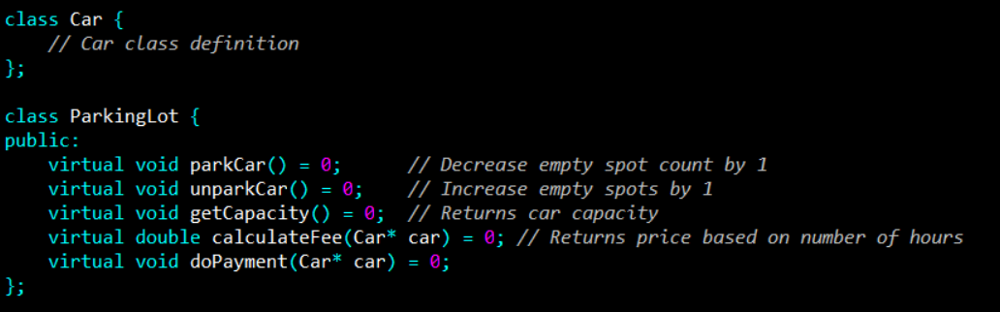 class Car {
    // Car class definition
};

class ParkingLot {
public:
    virtual void parkCar() = 0;      // Decrease empty spot count by 1
    virtual void unparkCar() = 0;    // Increase empty spots by 1
    virtual void getCapacity() = 0;  // Returns car capacity
    virtual double calculateFee(Car* car) = 0; // Returns price based on number of hours
    virtual void doPayment(Car* car) = 0;
};